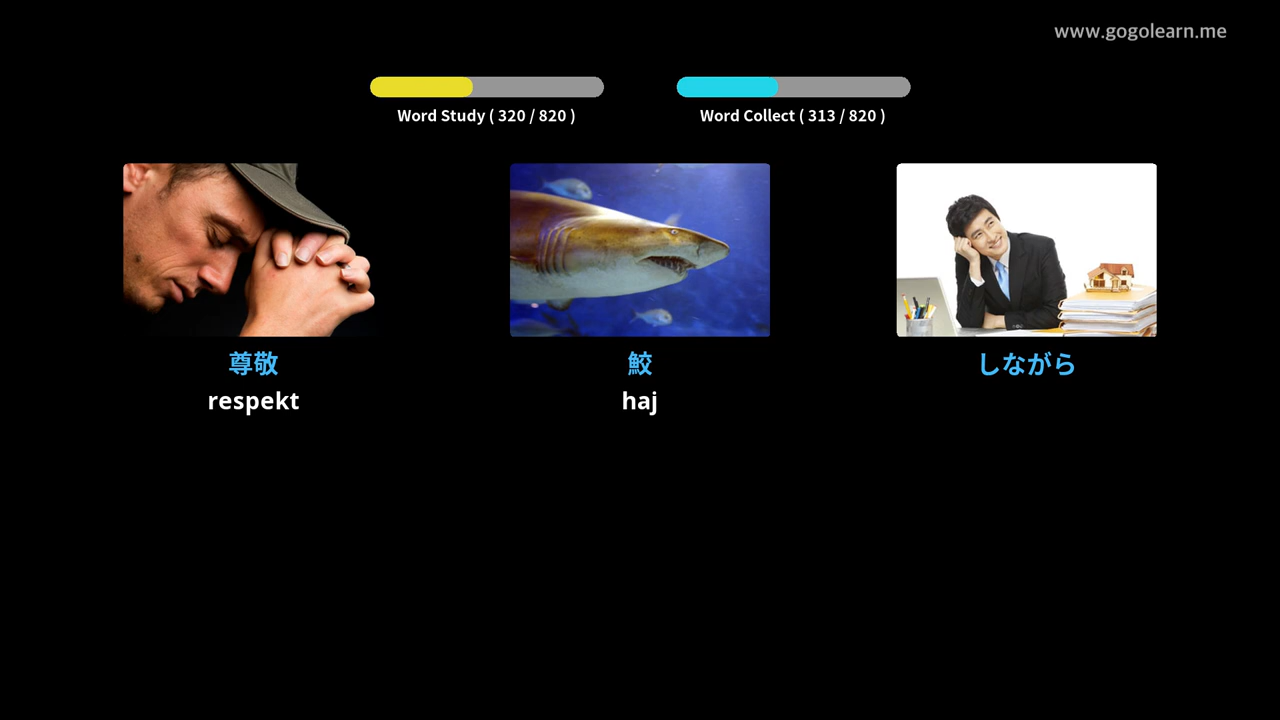 www.gogolearn.me
Word Study ( 320 / 820 )
Word Collect ( 313 / 820 )
尊敬
respekt
鮫
haj
しながら